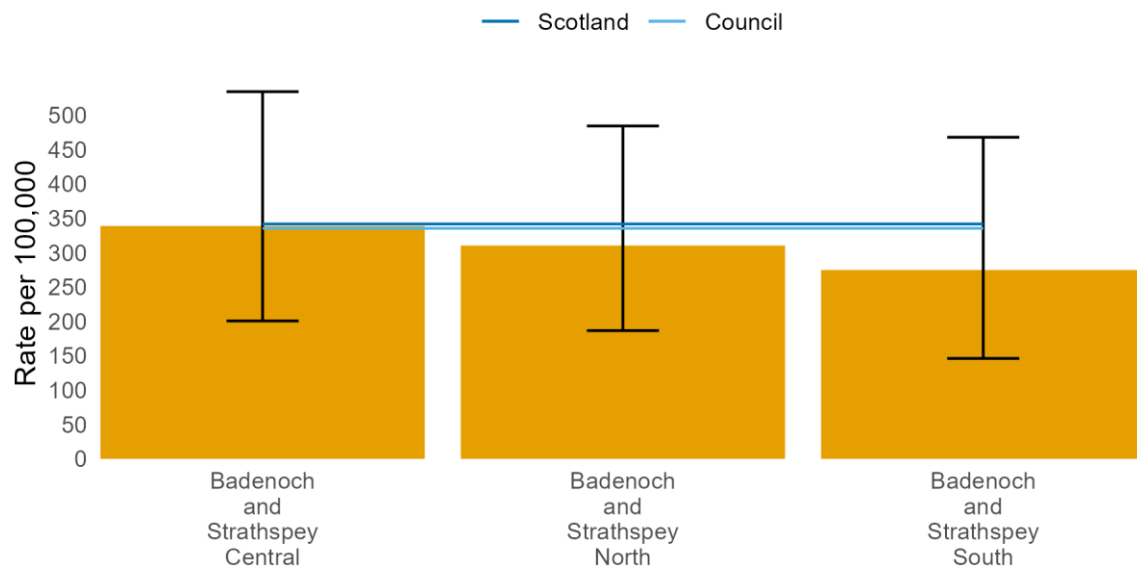 Scotland Council
Rate per 100,000
500
450
400
350
300
250
200
150
100
50
0
Badenoch
and
Strathspey
Central
Badenoch
and
Strathspey
North
Badenoch
and
Strathspey
South